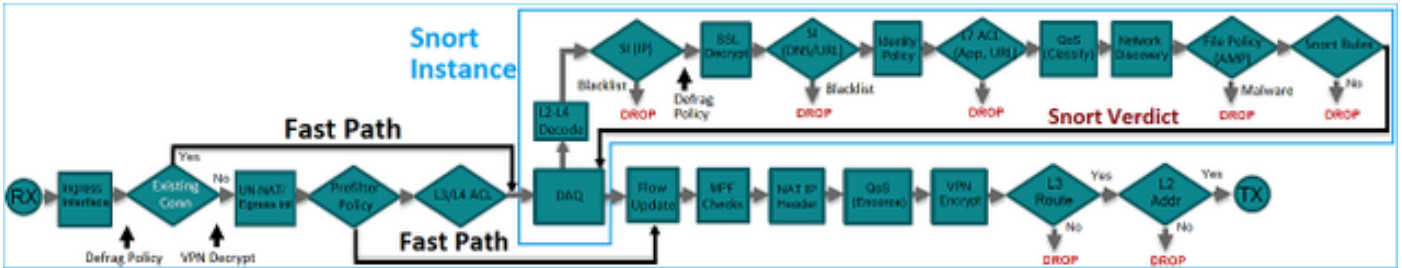 Snort
Instance
SI (IP)
SSL
Decrypt
SI
(DNS/URL)
Identity
Policy
L7 ACL
(App, URL)
QoS
(Classify)
Network
Discovery
File Policy
(AMP)
Snort Rules
Blacklist
Defrag
Policy
Blacklist
Malware
No
DROP
DROP
DROP
DROP
DROP
L2-L4
Decode
Snort Verdict
Fast Path
Yes
RX
Ingress
Interface
Existing
Conn
No
UN-NAT/
Egress Int
Prefilter
Policy
L3/L4 ACL
DAQ
Flow
Update
MPF
Checks
NAT IP
Header
QoS
(Encorce)
VPN
Encrypt
L3
Route
Yes
L2
Addr
Yes
TX
Defrag Policy
VPN Decrypt
Fast Path
No
DROP
No
DROP